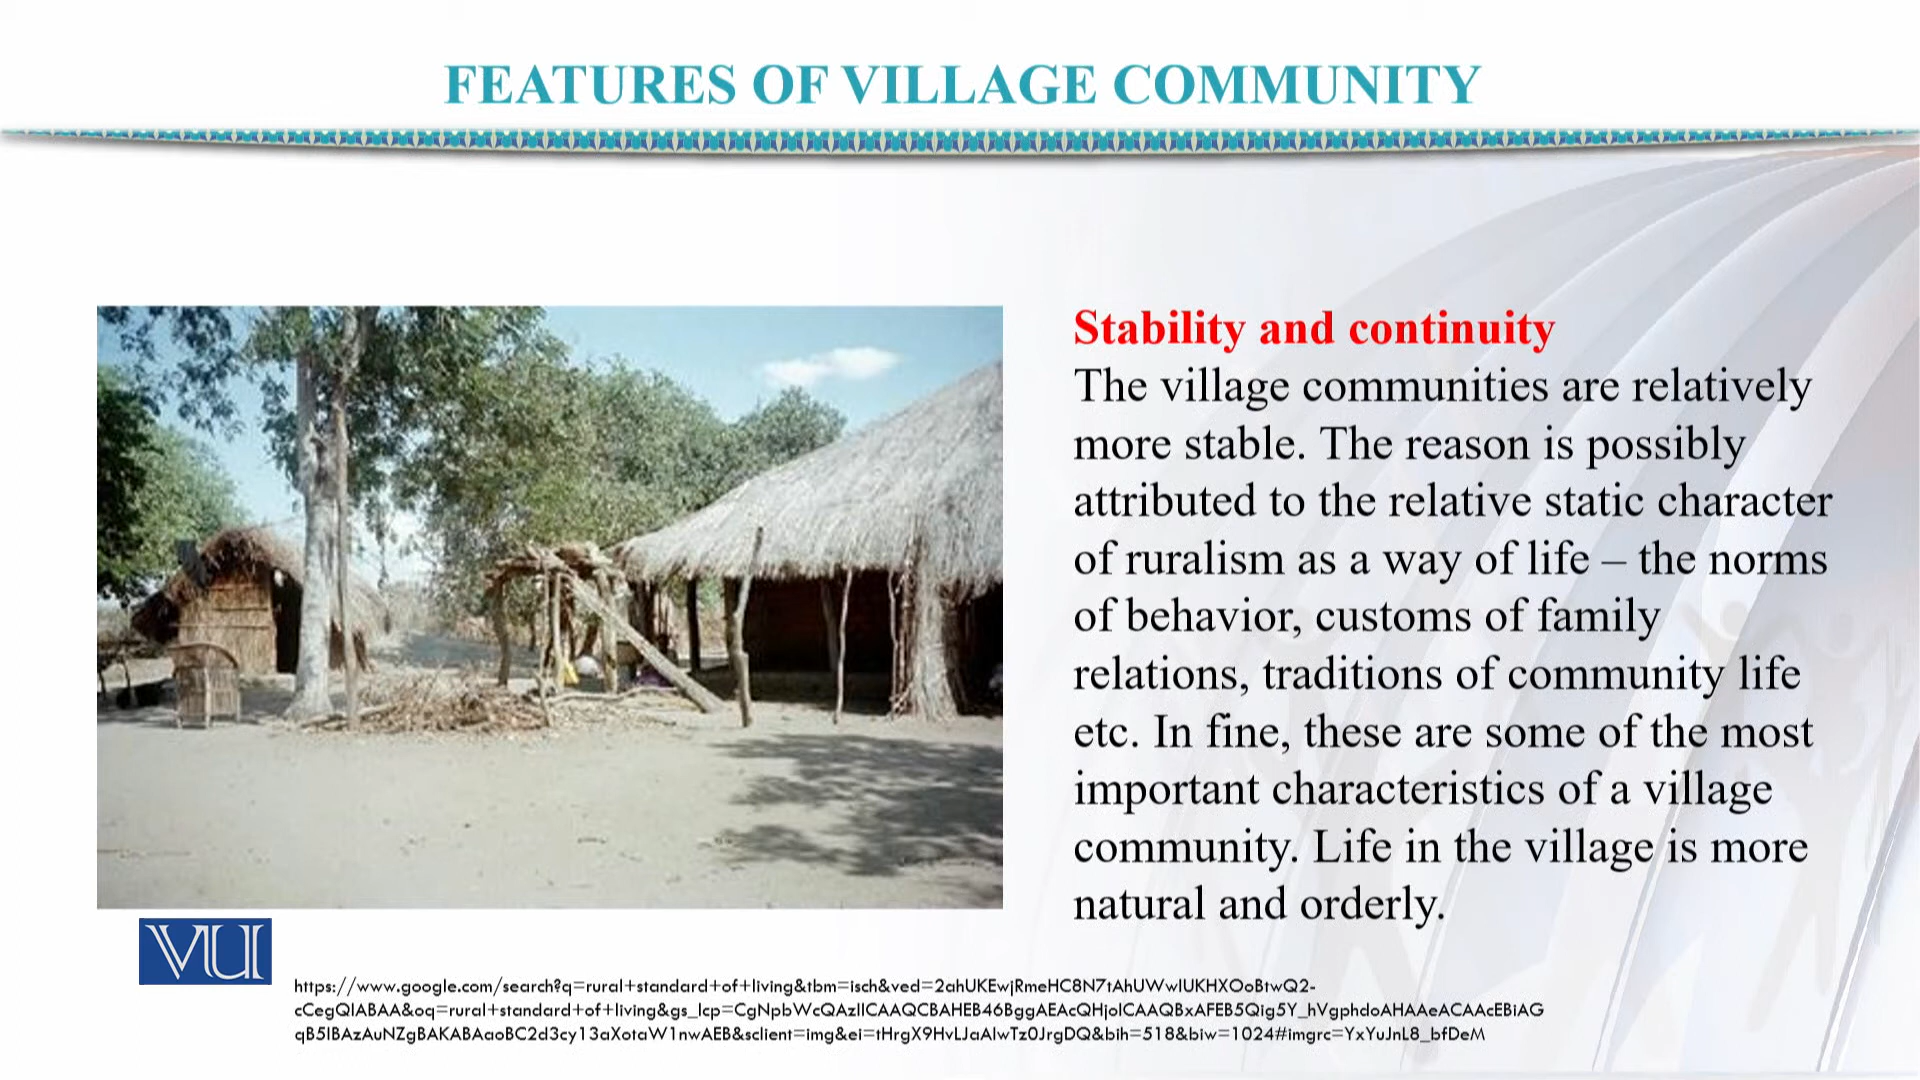 FEATURES OF VILLAGE COMMUNITY
Stability and continuity
The village communities are relatively
more stable. The reason is possibly
attributed to the relative static character
of ruralism as a way of life – the norms
of behavior, customs of family
relations, traditions of community life
etc. In fine, these are some of the most
important characteristics of a village
community. Life in the village is more
natural and orderly.
VU
https://www.google.com/search?q=rural+standard+of+living&tbm=isch&ved=2ahUKEwjRmeHC8N7tAhUWwIUKHXOoBtwQ2-
cCegQIABAA&oq=rural+standard+of+living&gs_lcp=CgNpbWcQAzIICAAQCBAHEB46BggAEAcQHjoICAAQBxAFEB5Qig5Y_hVgphdoAHAAeACAAcEBiAG
qB5IBAzAuNZgBAKABAaoBC2d3cy13aXotaW1nwAEB&sclient=img&ei=tHrgX9HvLJaAlwTz0JrgDQ&bih=518&biw=1024#imgrc=YxYuJnL8_bfDeM